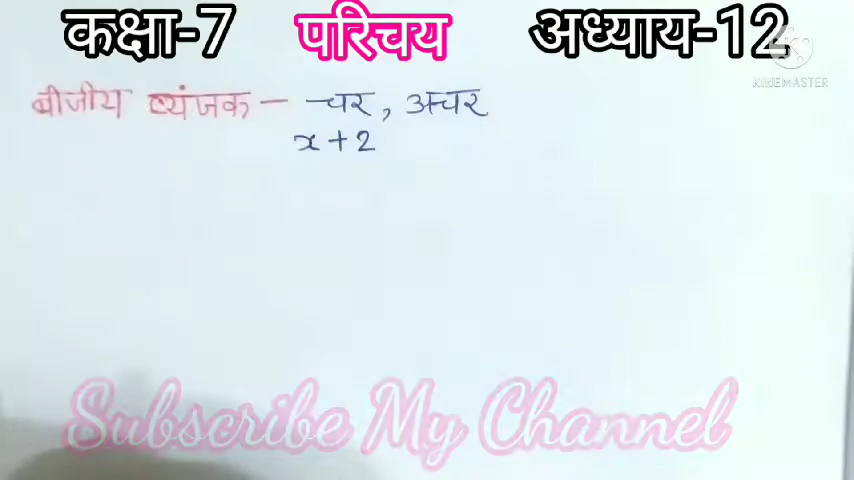 कक्षा-7 परिचय अध्याय-12
KINEMASTER
बीजीय व्यंजक - चर, अचर
x + 2
Subscribe My Channel